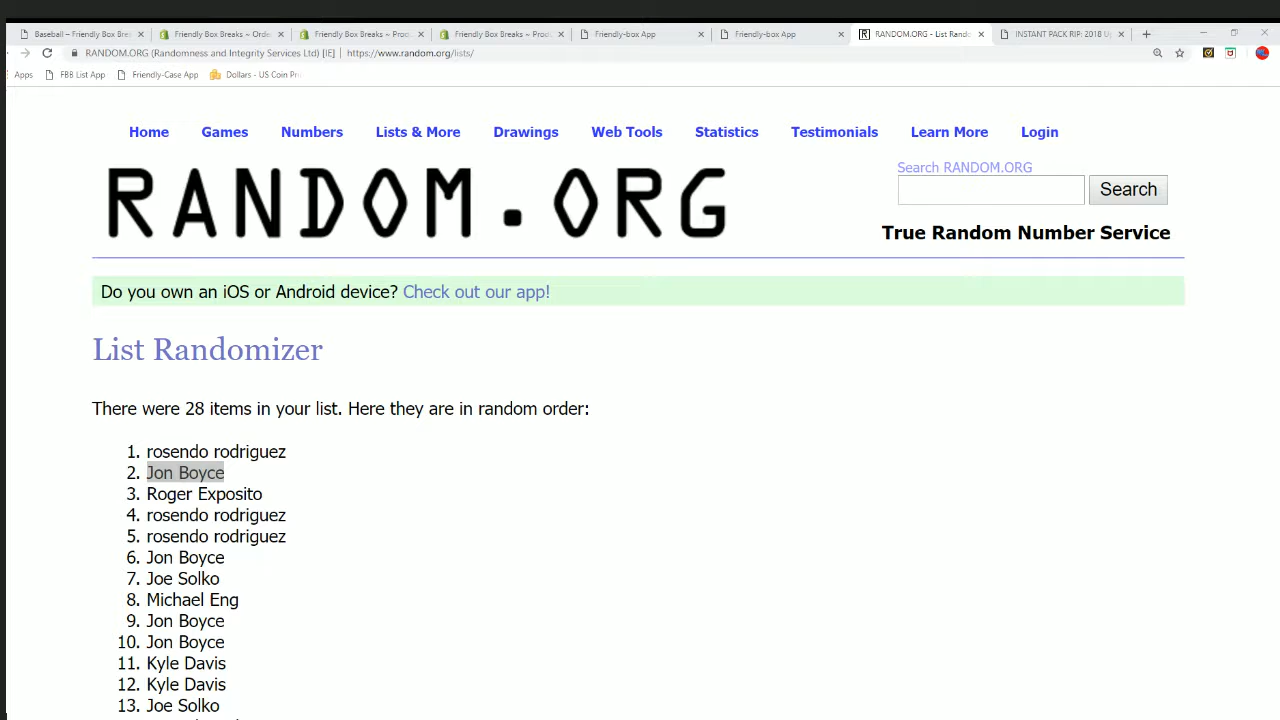 Baseball – Friendly Box Brea
Friendly Box Breaks ~ Orde
Friendly Box Breaks ~ Prod
Friendly Box Breaks ~ Prod
Friendly-box App
Friendly-box App
RANDOM.ORG - List Rand
INSTANT PACK RIP: 2018 U
RANDOM.ORG (Randomness and Integrity Services Ltd) [IE]
https://www.random.org/lists/
Apps
FBB List App
Friendly-Case App
Dollars - US Coin Pr
Home Games Numbers Lists & More Drawings Web Tools Statistics Testimonials Learn More Login
RANDOM.ORG
Search RANDOM.ORG
Search
True Random Number Service
Do you own an iOS or Android device? Check out our app!
List Randomizer
There were 28 items in your list. Here they are in random order:
1. rosendo rodriguez
2. Jon Boyce
3. Roger Exposito
4. rosendo rodriguez
5. rosendo rodriguez
6. Jon Boyce
7. Joe Solko
8. Michael Eng
9. Jon Boyce
10. Jon Boyce
11. Kyle Davis
12. Kyle Davis
13. Joe Solko